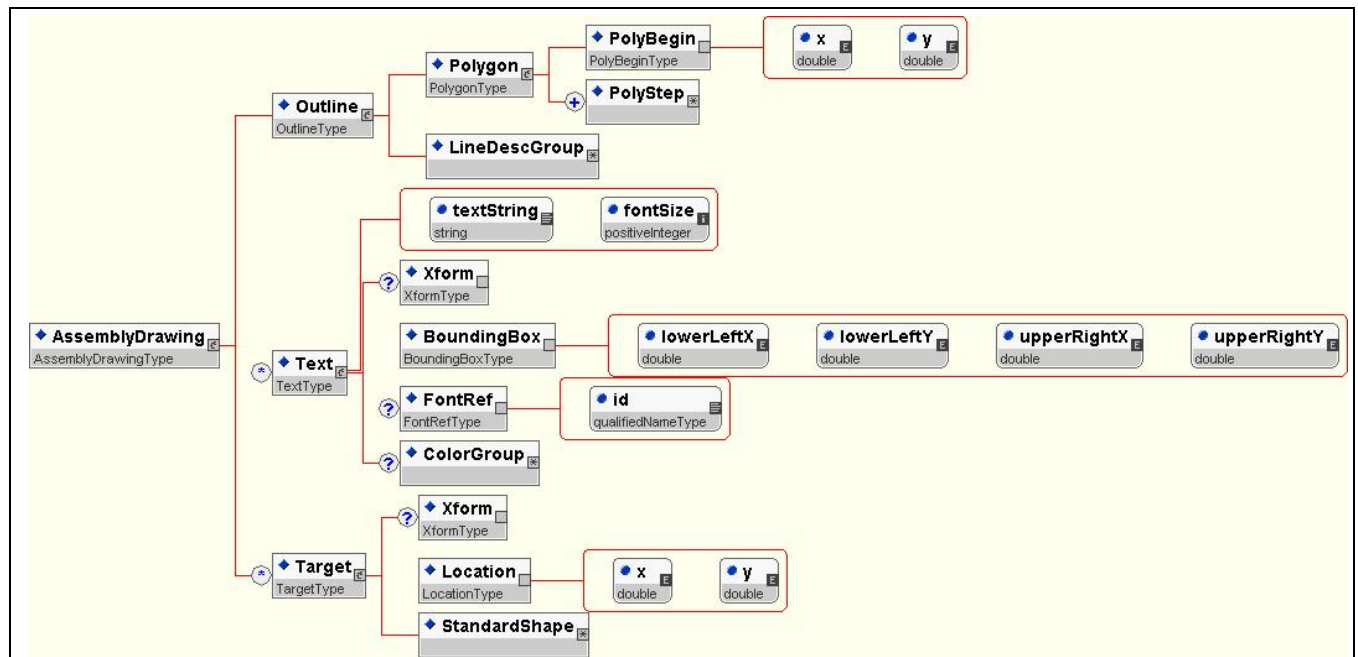 PolyBegin
PolyBeginType
x
double
y
double
Polygon
PolygonType
PolyStep
Outline
OutlineType
LineDescGroup
textString
string
fontSize
positiveInteger
Xform
XformType
AssemblyDrawing
AssemblyDrawingType
BoundingBox
BoundingBoxType
lowerLeftX
double
lowerLeftY
double
upperRightX
double
upperRightY
double
Text
TextType
FontRef
FontRefType
id
qualifiedNameType
ColorGroup
Xform
XformType
Target
TargetType
Location
LocationType
x
double
y
double
StandardShape